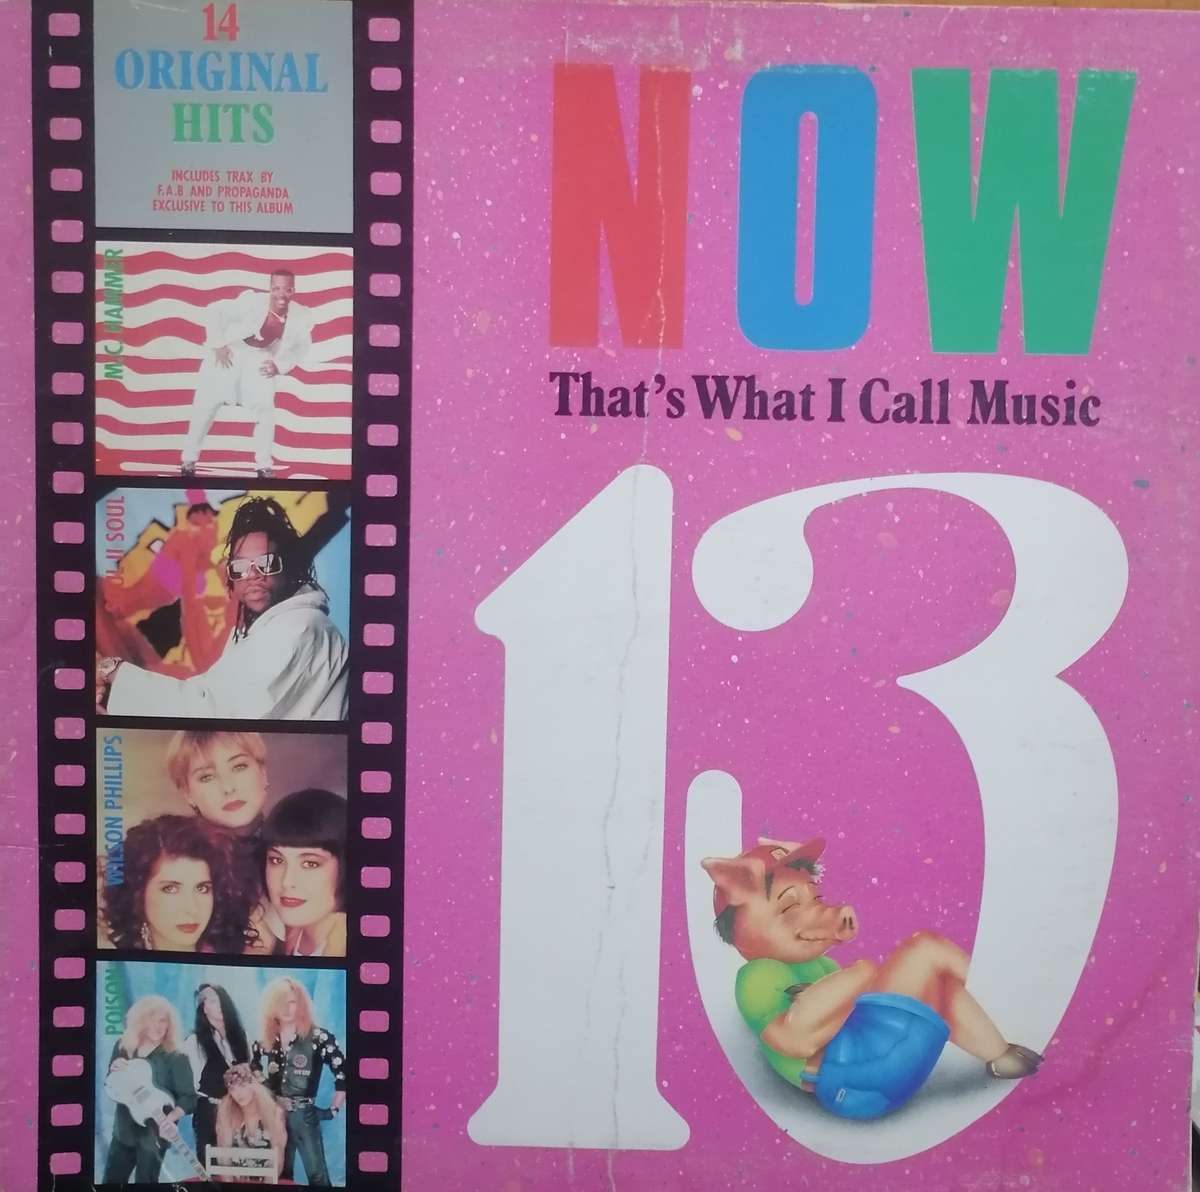 14
ORIGINAL
HITS
INCLUDES TRAX BY
F.A.B AND PROPAGANDA
EXCLUSIVE TO THIS ALBUM
M.C. HAMMER
SOUL
WILSON PHILLIPS
POISON
NOW
That's What I Call Music
13